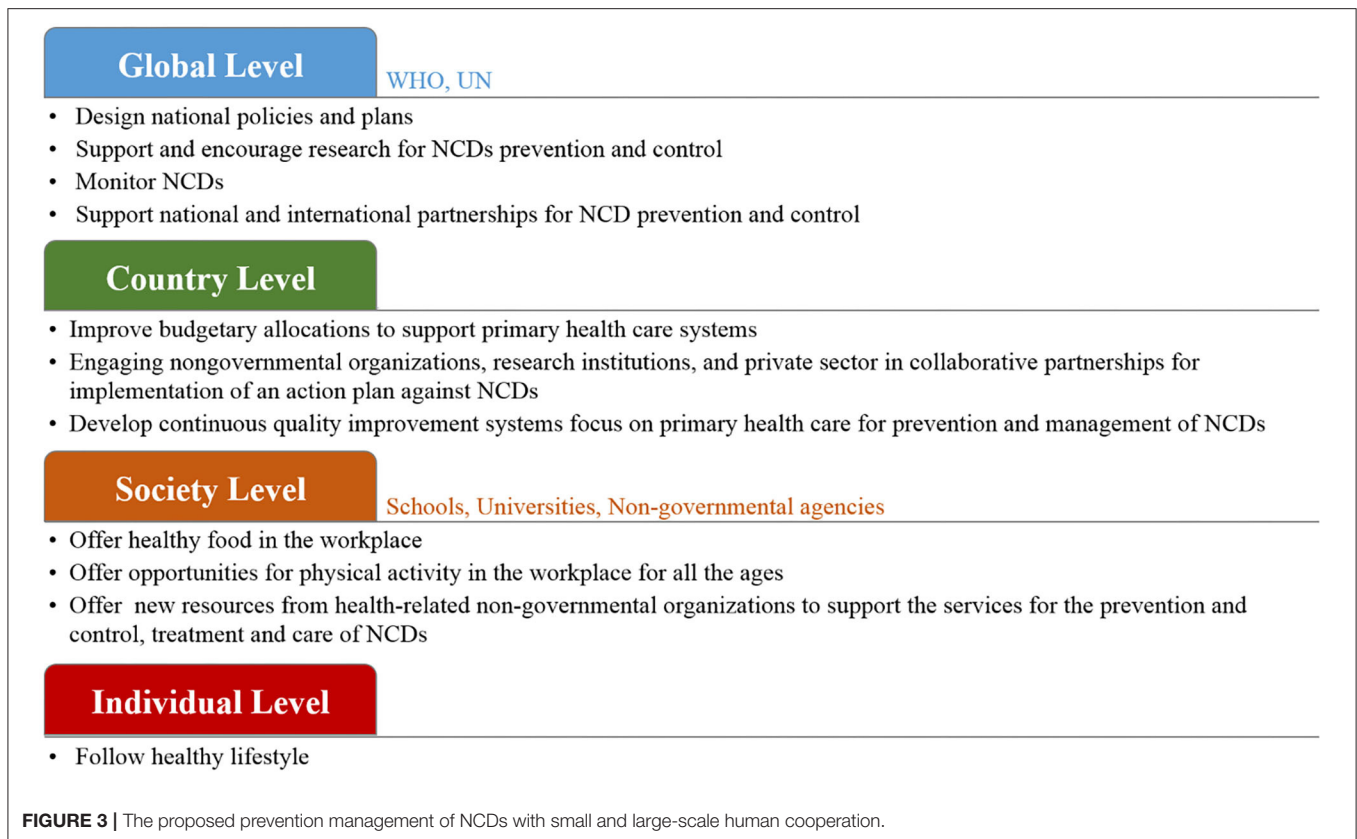 Global Level
WHO, UN
• Design national policies and plans
• Support and encourage research for NCDs prevention and control
• Monitor NCDs
• Support national and international partnerships for NCD prevention and control
Country Level
• Improve budgetary allocations to support primary health care systems
• Engaging nongovernmental organizations, research institutions, and private sector in collaborative partnerships for
implementation of an action plan against NCDs
• Develop continuous quality improvement systems focus on primary health care for prevention and management of NCDs
Society Level
Schools, Universities, Non-governmental agencies
• Offer healthy food in the workplace
• Offer opportunities for physical activity in the workplace for all the ages
• Offer new resources from health-related non-governmental organizations to support the services for the prevention and
control, treatment and care of NCDs
Individual Level
• Follow healthy lifestyle
FIGURE 3 | The proposed prevention management of NCDs with small and large-scale human cooperation.